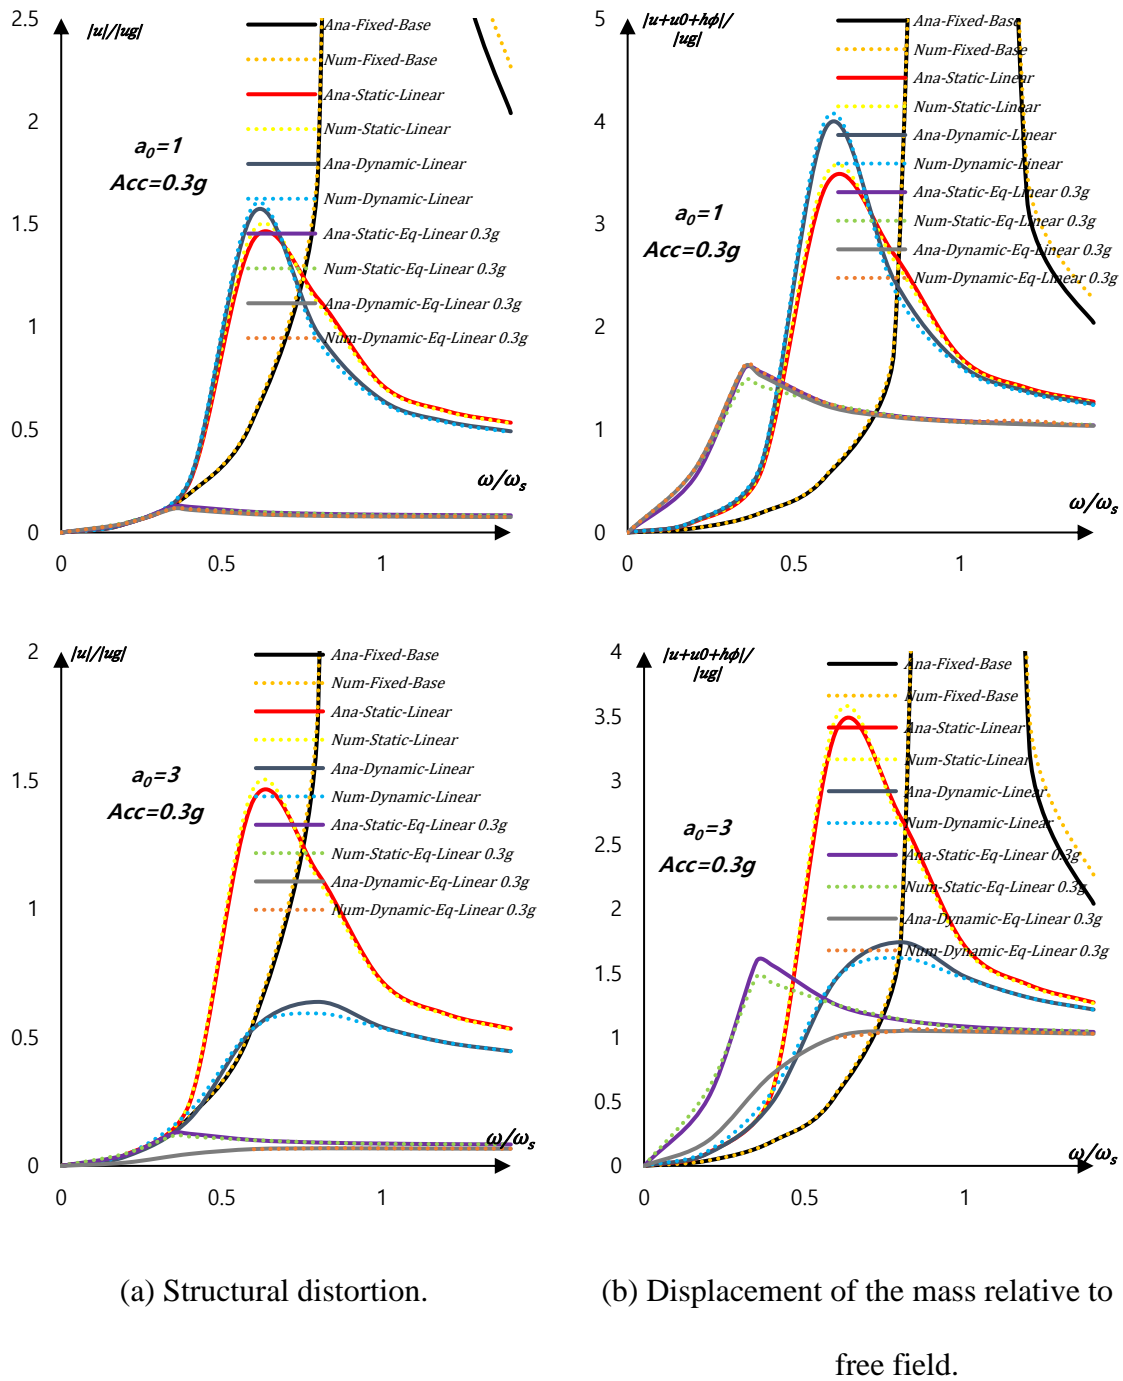 2.5
2
1.5
1
0.5
0
0
0.5
1
|u|/|ug|
a0=1
Acc=0.3g
ω/ωs
Ana-Fixed-Base
Num-Fixed-Base
Ana-Static-Linear
Num-Static-Linear
Ana-Dynamic-Linear
Num-Dynamic-Linear
Ana-Static-Eq-Linear 0.3g
Num-Static-Eq-Linear 0.3g
Ana-Dynamic-Eq-Linear 0.3g
Num-Dynamic-Eq-Linear 0.3g
5
4
3
2
1
0
0
0.5
1
|u+u0+hϕ|/
|ug|
a0=1
Acc=0.3g
ω/ωs
Ana-Fixed-Base
Num-Fixed-Base
Ana-Static-Linear
Num-Static-Linear
Ana-Dynamic-Linear
Num-Dynamic-Linear
Ana-Static-Eq-Linear 0.3g
Num-Static-Eq-Linear 0.3g
Ana-Dynamic-Eq-Linear 0.3g
Num-Dynamic-Eq-Linear 0.3g
2
1.5
1
0.5
0
0
0.5
1
|u|/|ug|
a0=3
Acc=0.3g
ω/ωs
Ana-Fixed-Base
Num-Fixed-Base
Ana-Static-Linear
Num-Static-Linear
Ana-Dynamic-Linear
Num-Dynamic-Linear
Ana-Static-Eq-Linear 0.3g
Num-Static-Eq-Linear 0.3g
Ana-Dynamic-Eq-Linear 0.3g
Num-Dynamic-Eq-Linear 0.3g
4
3.5
3
2.5
2
1.5
1
0.5
0
0
0.5
1
|u+u0+hϕ|/
|ug|
a0=3
Acc=0.3g
ω/ωs
Ana-Fixed-Base
Num-Fixed-Base
Ana-Static-Linear
Num-Static-Linear
Ana-Dynamic-Linear
Num-Dynamic-Linear
Ana-Static-Eq-Linear 0.3g
Num-Static-Eq-Linear 0.3g
Ana-Dynamic-Eq-Linear 0.3g
Num-Dynamic-Eq-Linear 0.3g
(a) Structural distortion.
(b) Displacement of the mass relative to
free field.